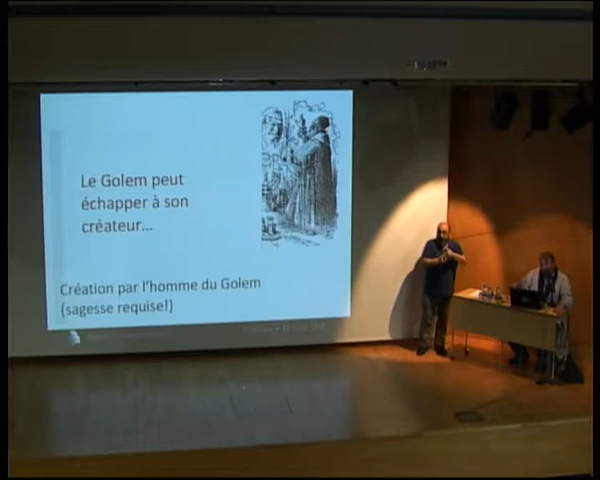 Le Golem peut
échapper à son
créateur...
Création par l'homme du Golem
(sagesse requise!)